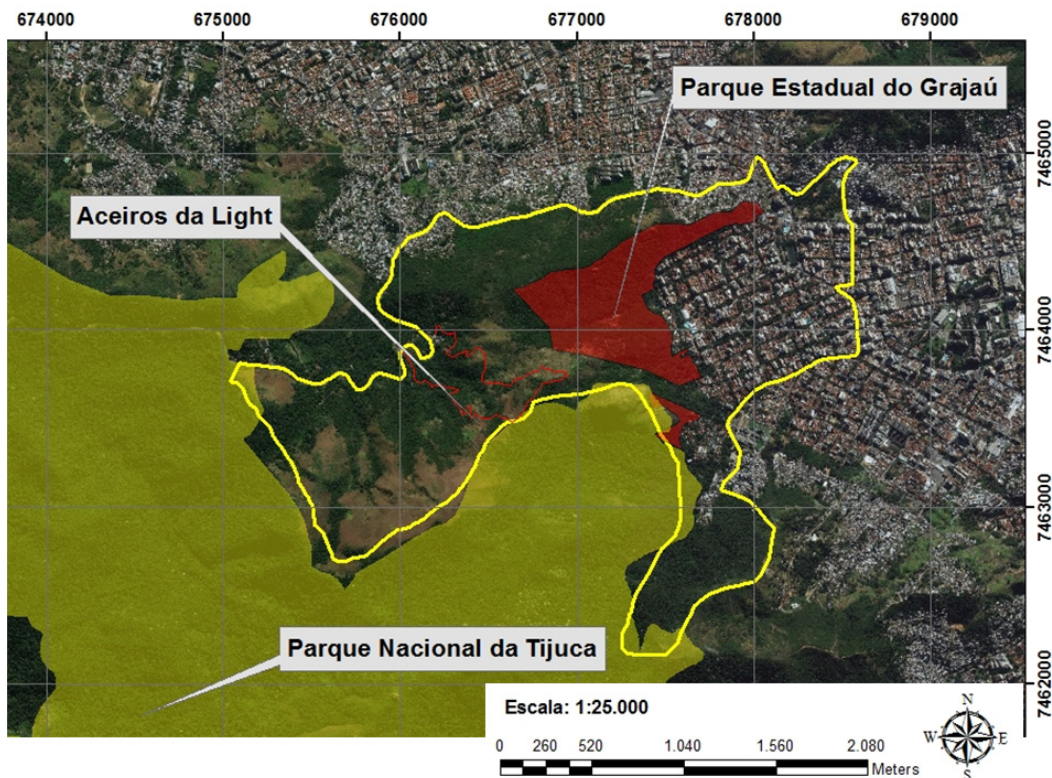 674000 675000 676000 677000 678000 679000
Parque Estadual do Grajaú
7465000
Aceiros da Light
7464000
7463000
Parque Nacional da Tijuca
7462000
Escala: 1:25.000
N
W E
S
0 260 520 1.040 1.560 2.080
Meters